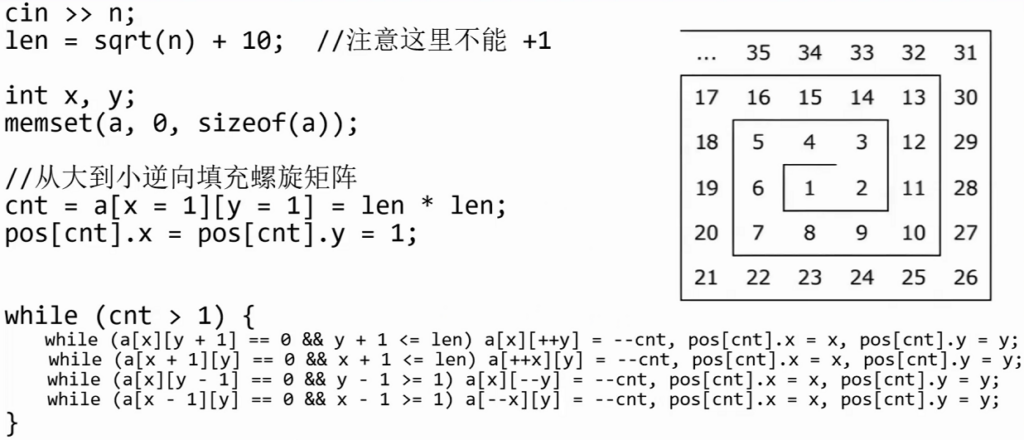 cin >> n;
len = sqrt(n) + 10;  //注意这里不能 +1
int x, y;
memset(a, 0, sizeof(a));
//从大到小逆向填充螺旋矩阵
cnt = a[x = 1][y = 1] = len * len;
pos[cnt].x = pos[cnt].y = 1;
while (cnt > 1) {
while (a[x][y + 1] == 0 && y + 1 <= len) a[x][++y] = --cnt, pos[cnt].x = x, pos[cnt].y = y;
while (a[x + 1][y] == 0 && x + 1 <= len) a[++x][y] = --cnt, pos[cnt].x = x, pos[cnt].y = y;
while (a[x][y - 1] == 0 && y - 1 >= 1) a[x][--y] = --cnt, pos[cnt].x = x, pos[cnt].y = y;
while (a[x - 1][y] == 0 && x - 1 >= 1) a[--x][y] = --cnt, pos[cnt].x = x, pos[cnt].y = y;
}
... 35 34 33 32 31
17 16 15 14 13 30
18 5 4 3 12 29
19 6 1 2 11 28
20 7 8 9 10 27
21 22 23 24 25 26